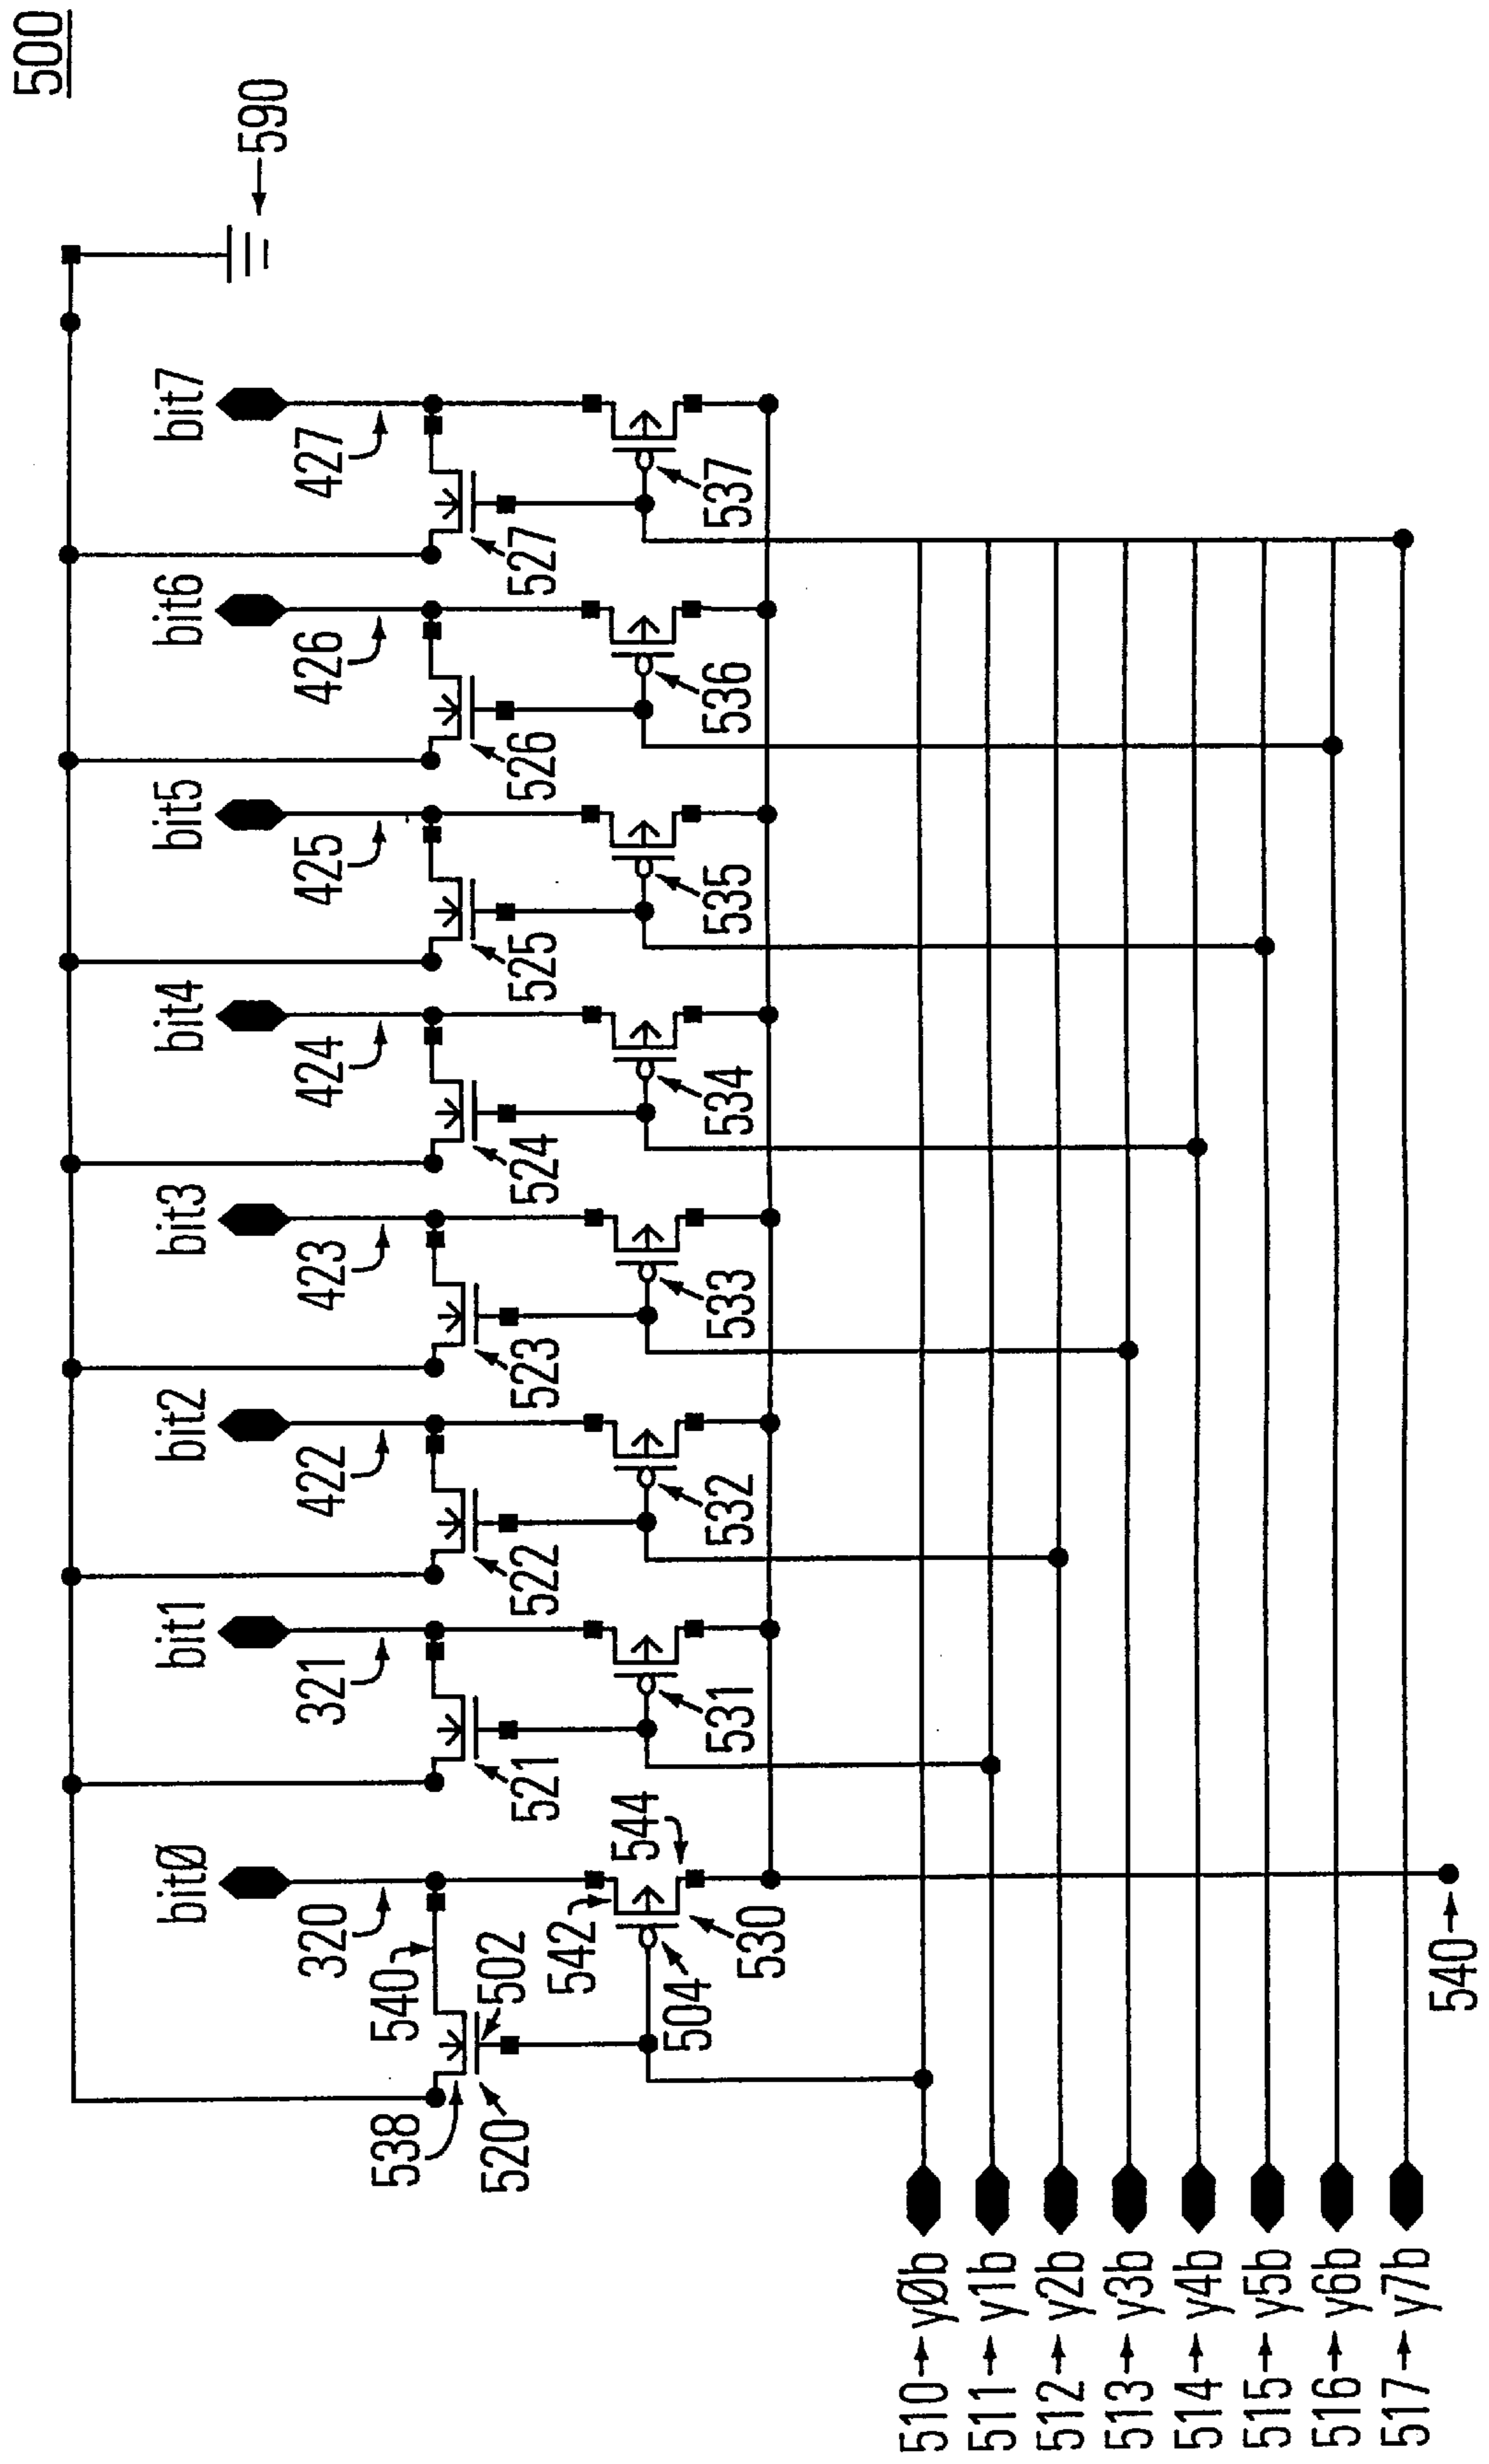 500
590
bit0 bit1 bit2 bit3 bit4 bit5 bit6 bit7
320 321 422 423 424 425 426 427
540
502
538
520 521 522 523 524 525 526 527
542
544
504
530 531 532 533 534 535 536 537
510 y0b
511 y1b
512 y2b
513 y3b
514 y4b
515 y5b
516 y6b
517 y7b
540